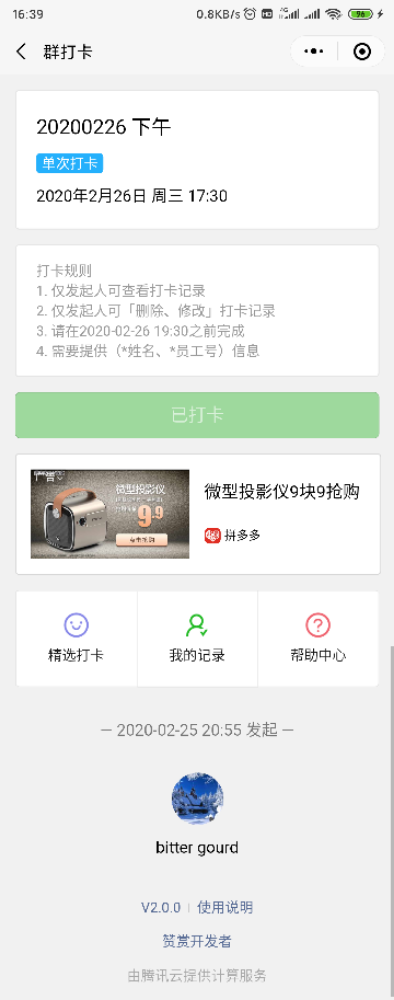 16:39
0.8KB/s
96
群打卡
20200226 下午
单次打卡
2020年2月26日 周三 17:30
打卡规则
1. 仅发起人可查看打卡记录
2. 仅发起人可「删除、修改」打卡记录
3. 请在2020-02-26 19:30之前完成
4. 需要提供（*姓名、*员工号）信息
已打卡
广告
微型投影仪
9.9
微型投影仪9块9抢购
拼多多
精选打卡
我的记录
帮助中心
— 2020-02-25 20:55 发起 —
bitter gourd
V2.0.0 | 使用说明
赞赏开发者
由腾讯云提供计算服务